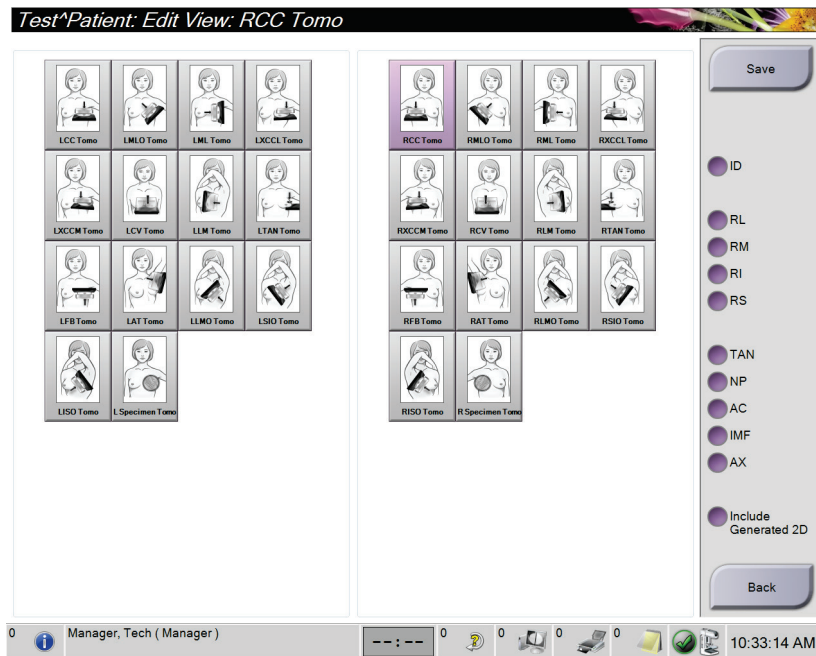 Test^Patient: Edit View: RCC Tomo
LCC Tomo LMLO Tomo LML Tomo LXCCL Tomo
LXCCM Tomo LCV Tomo LLM Tomo LTAN Tomo
LFB Tomo LAT Tomo LLMO Tomo LSIO Tomo
LISO Tomo L Specimen Tomo
RCC Tomo RMLO Tomo RML Tomo RXCCL Tomo
RXCCM Tomo RCV Tomo RLM Tomo RTAN Tomo
RFB Tomo RAT Tomo RLMO Tomo RSIO Tomo
RISO Tomo R Specimen Tomo
Save
ID
RL
RM
RI
RS
TAN
NP
AC
IMF
AX
Include
Generated 2D
Back
0 Manager, Tech ( Manager ) --:-- 0 0 0 0 10:33:14 AM